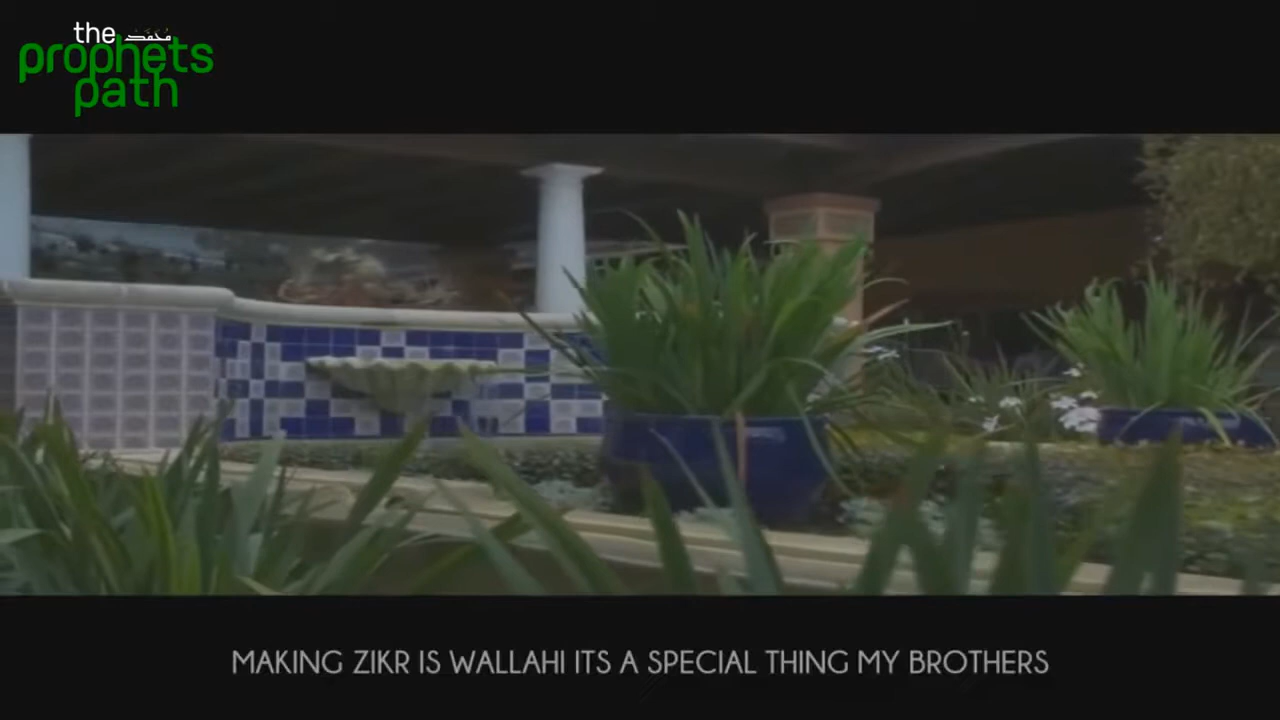 the مُحَمَّد
prophets
path
MAKING ZIKR IS WALLAHI ITS A SPECIAL THING MY BROTHERS